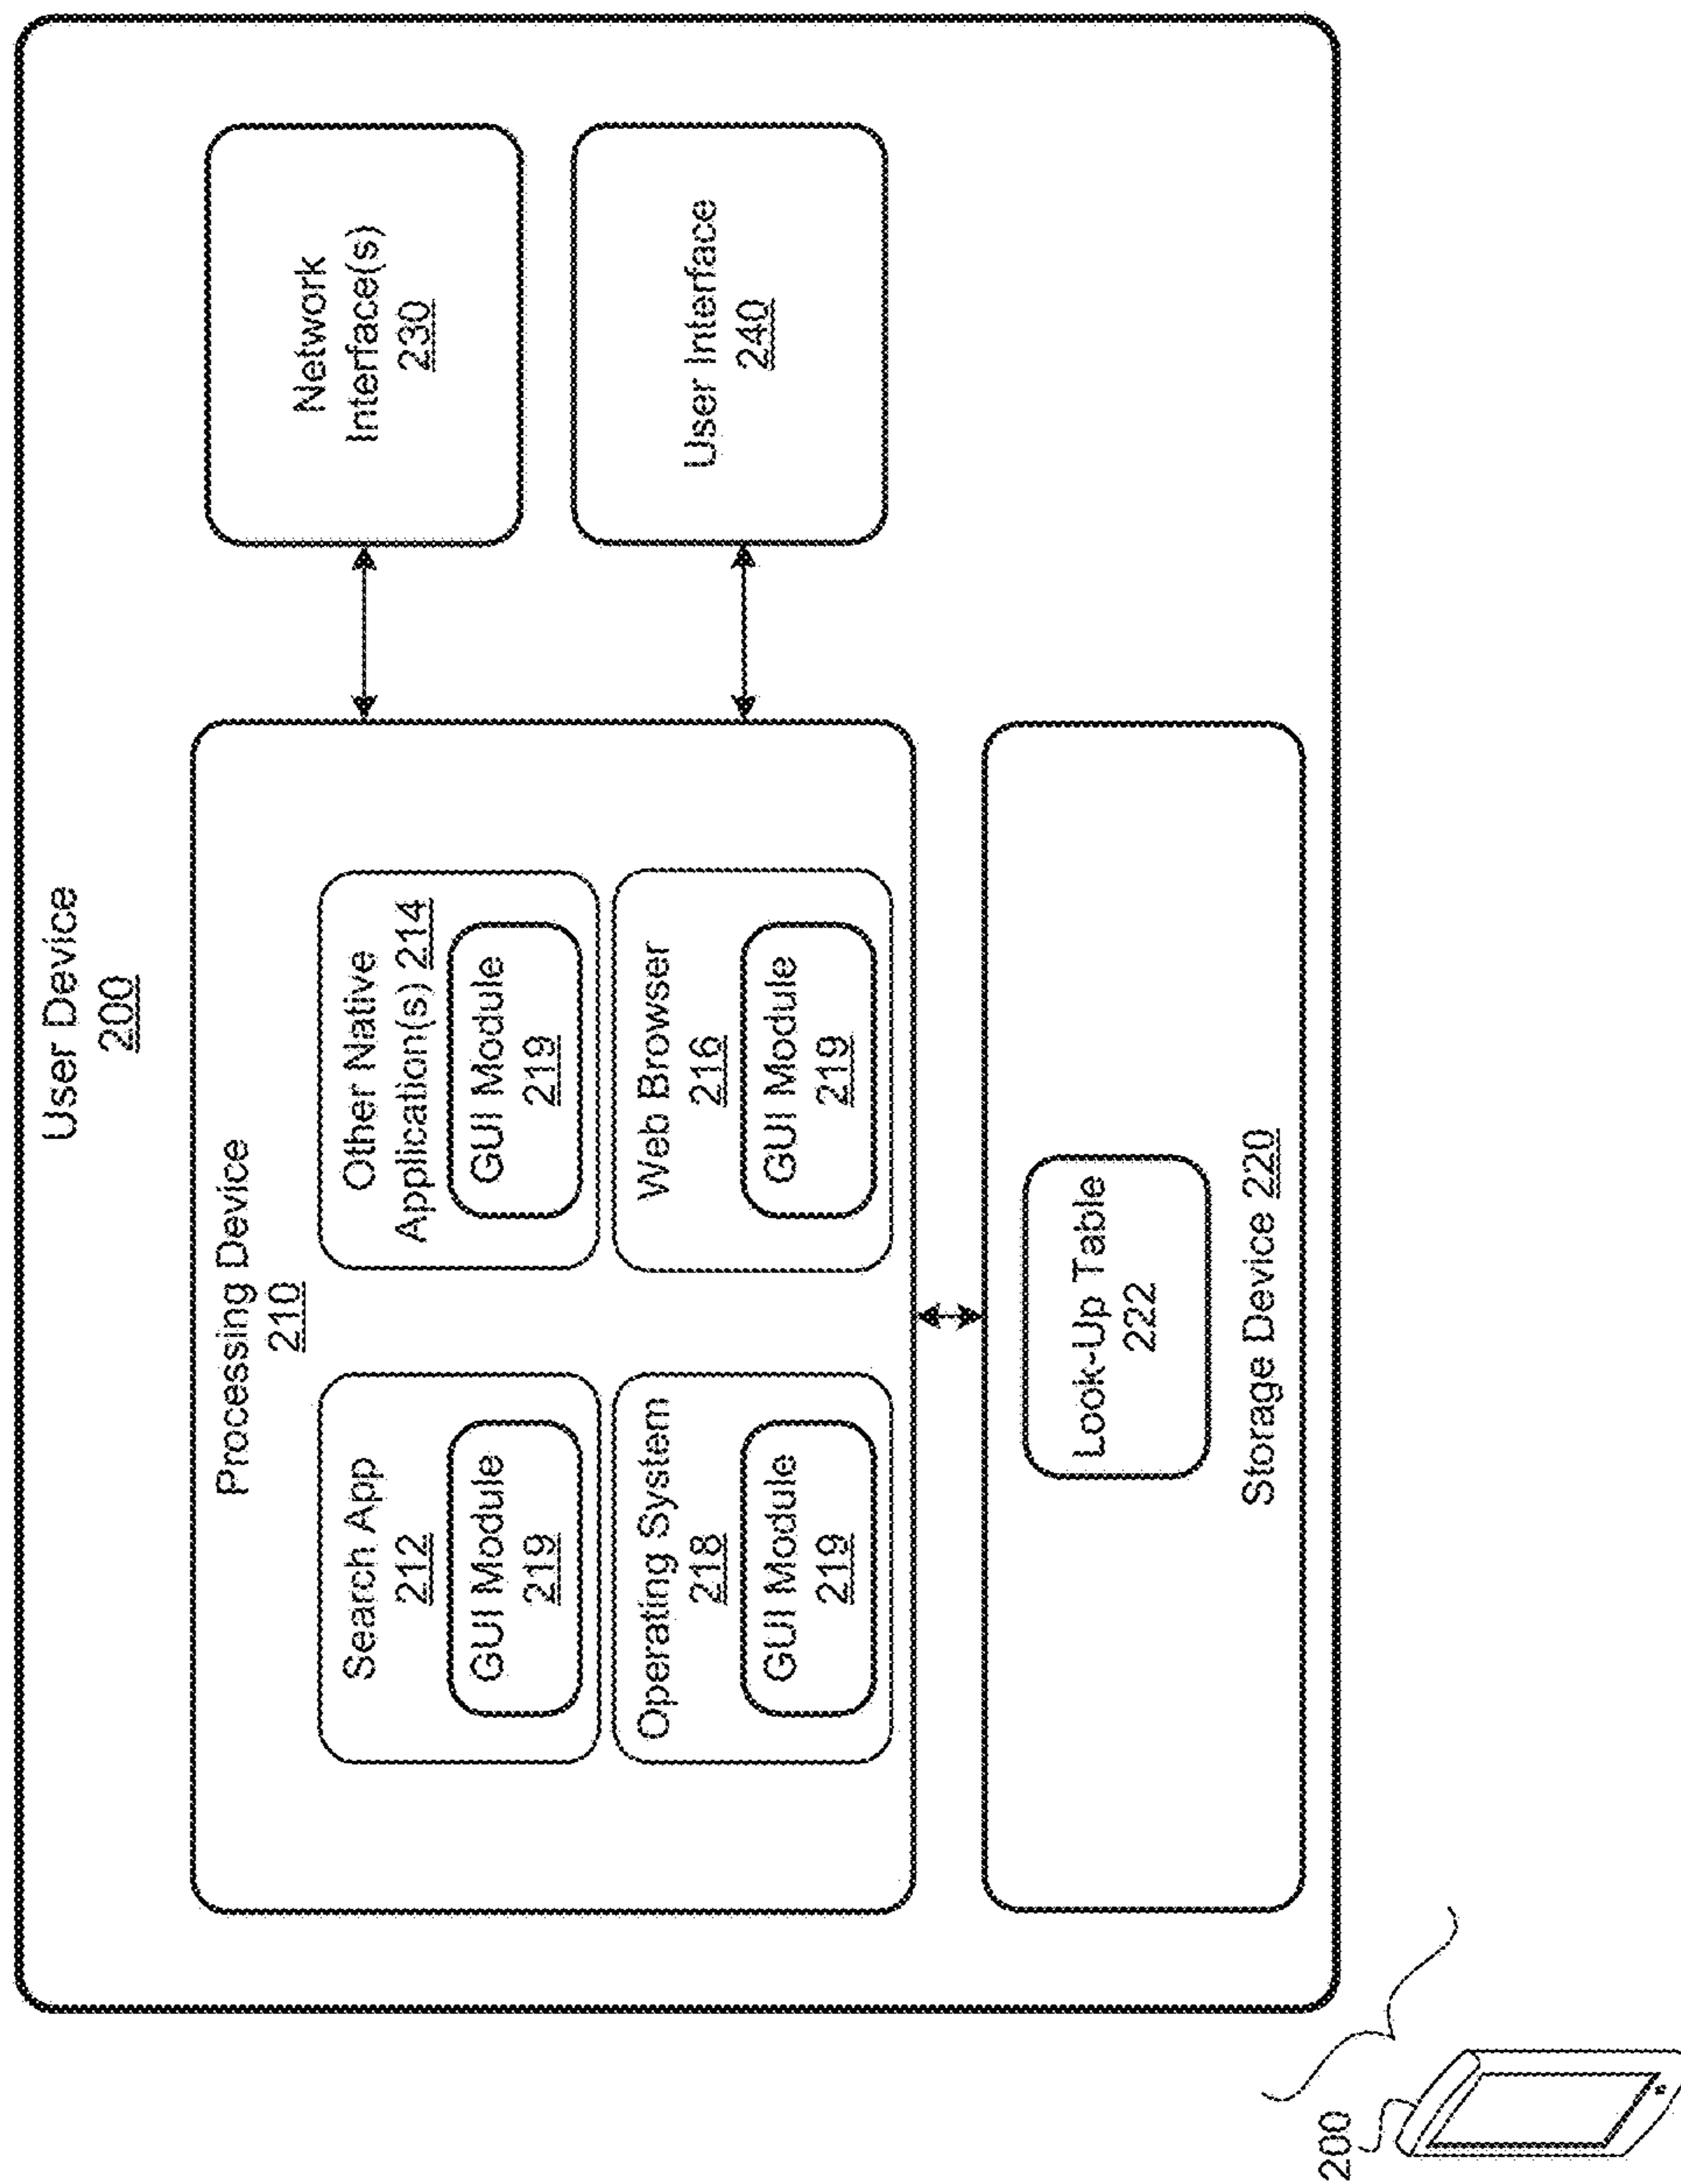 User Device
200
Processing Device
210
Search App
212
GUI Module
219
Other Native
Application(s) 214
GUI Module
219
Operating System
218
GUI Module
219
Web Browser
216
GUI Module
219
Network
Interface(s)
230
User Interface
240
Look-Up Table
222
Storage Device 220
200